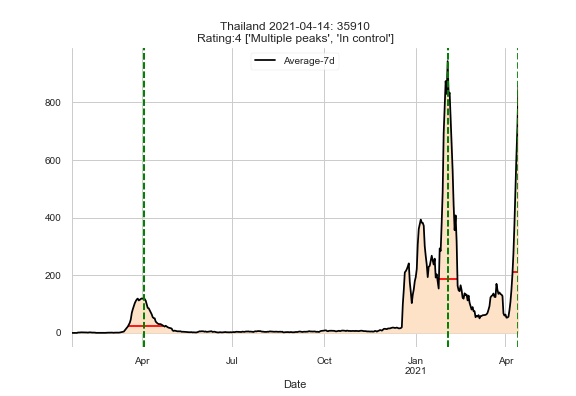 Thailand 2021-04-14: 35910
Rating:4 ['Multiple peaks', 'In control']
Average-7d
800
600
400
200
0
Apr
Jul
Oct
Jan
2021
Apr
Date